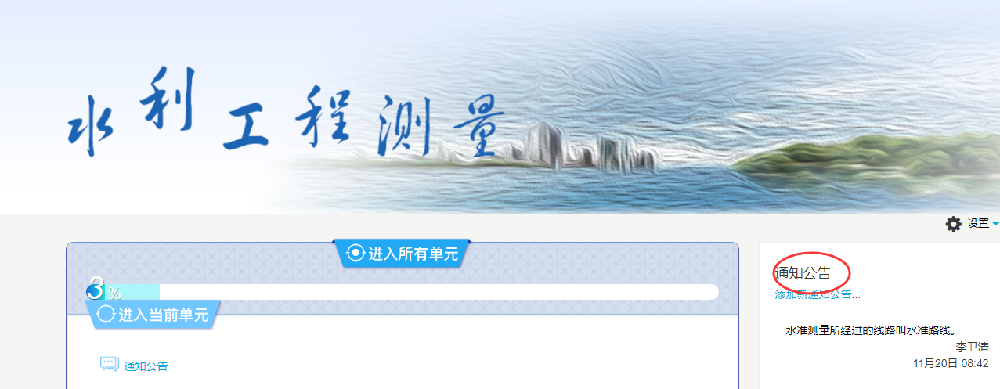 水利工程测量
设置
进入所有单元
3%
进入当前单元
通知公告
通知公告
添加新通知公告...
水准测量所经过的线路叫水准路线。
李卫清
11月20日 08:42